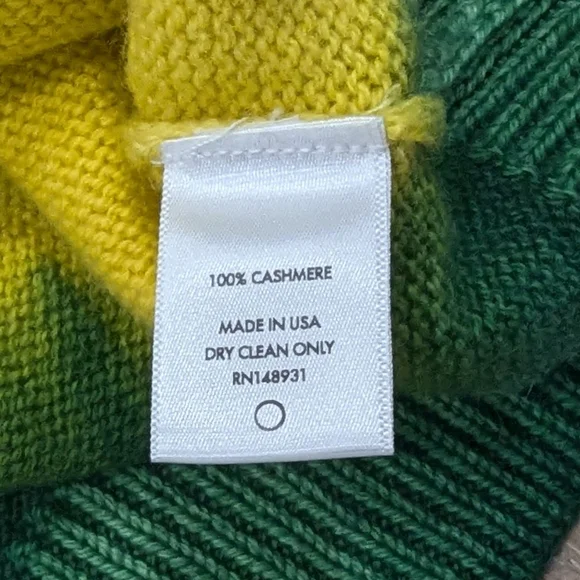 100% CASHMERE
MADE IN USA
DRY CLEAN ONLY
RN148931